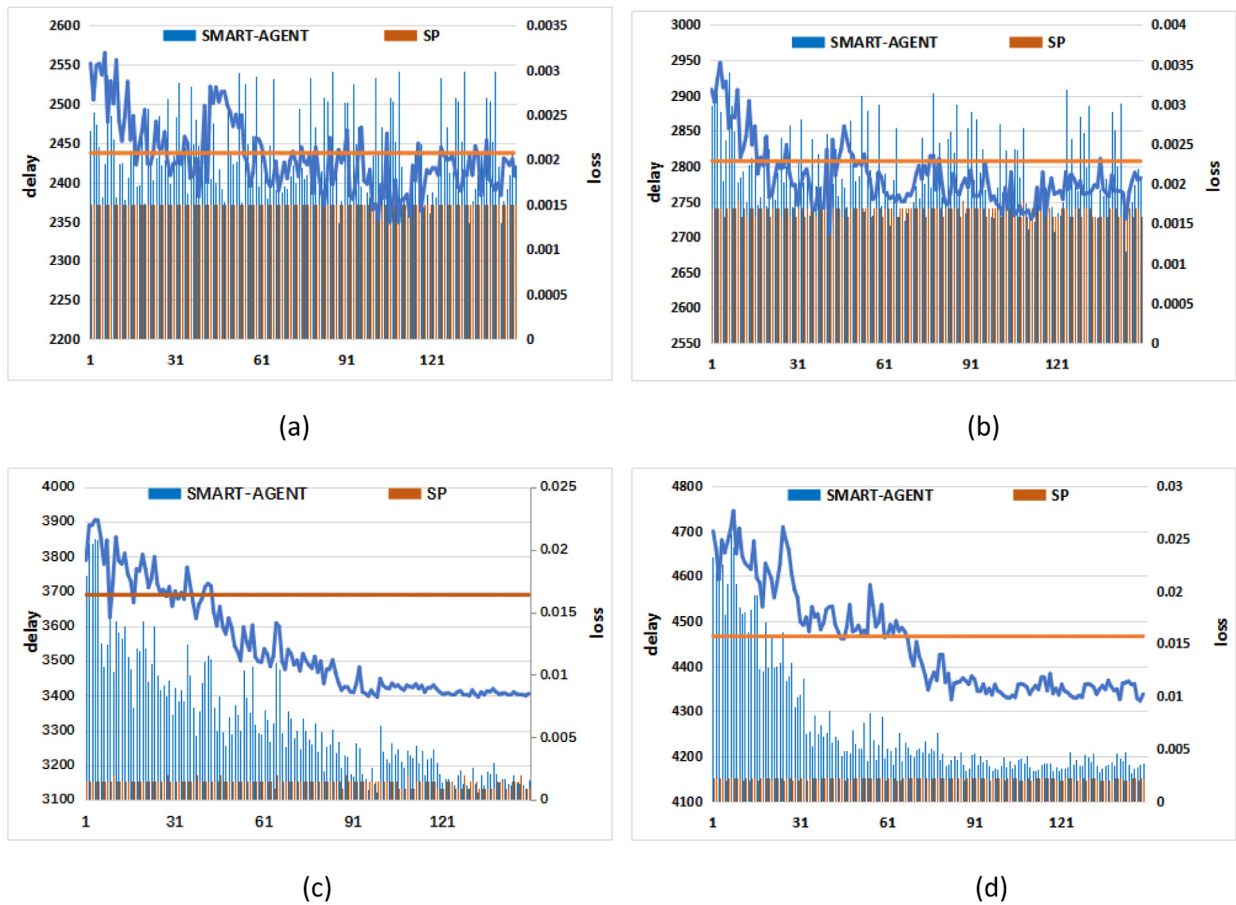 2600 0.0035
SMART-AGENT SP
2550 0.003
2500 0.0025
2450 0.002
2400
2350 0.0015
2300 0.001
2250 0.0005
2200 0
delay
loss
1 31 61 91 121
(a)
3000 0.004
SMART-AGENT SP
2950 0.0035
2900 0.003
2850 0.0025
2800 0.002
2750 0.0015
2700 0.001
2650 0.0005
2600
2550 0
delay
loss
1 31 61 91 121
(b)
4000 0.025
SMART-AGENT SP
3900 0.02
3800
3700 0.015
3600
3500 0.01
3400
3300 0.005
3200
3100 0
delay
loss
1 31 61 91 121
(c)
4800 0.03
SMART-AGENT SP
4700 0.025
4600 0.02
4500 0.015
4400
4300 0.01
4200 0.005
4100 0
delay
loss
1 31 61 91 121
(d)